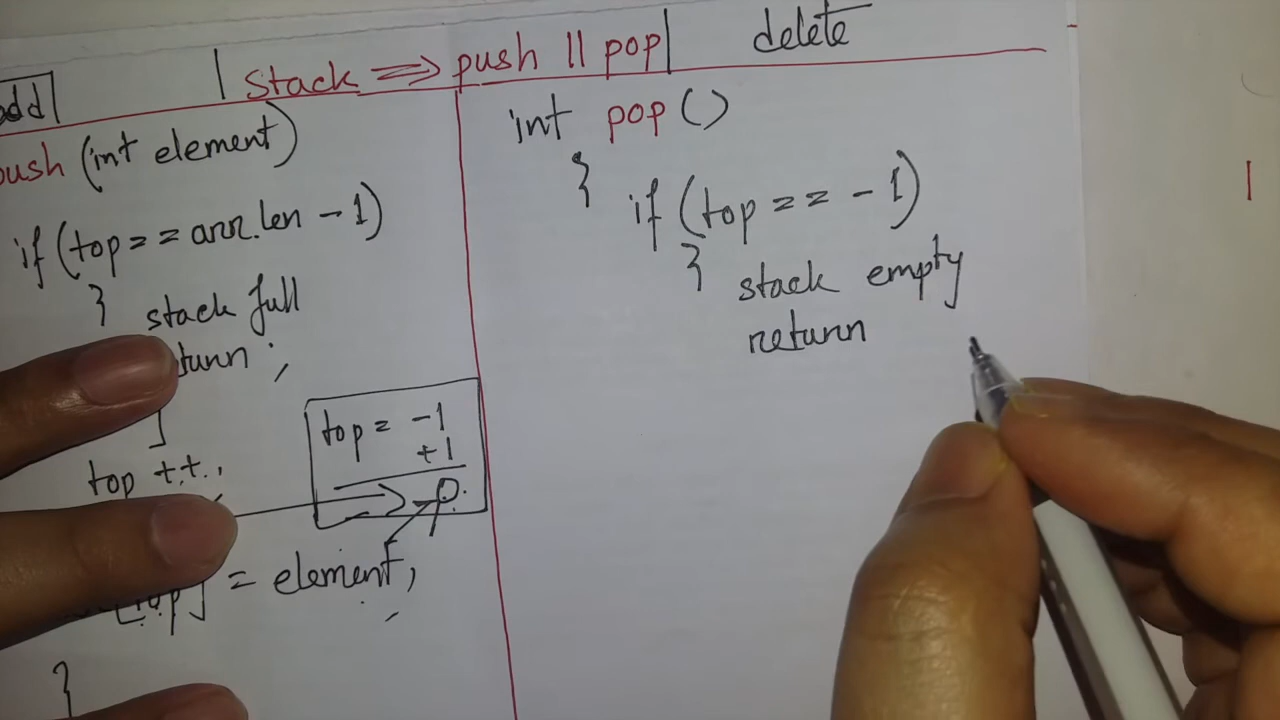 | Stack => push || pop | delete
push (int element)
if (top == arr.len - 1)
} stack full
;
]
top ++;
top = -1
+1
= element;
}
int pop ()
}
if (top == -1)
} stack empty
return